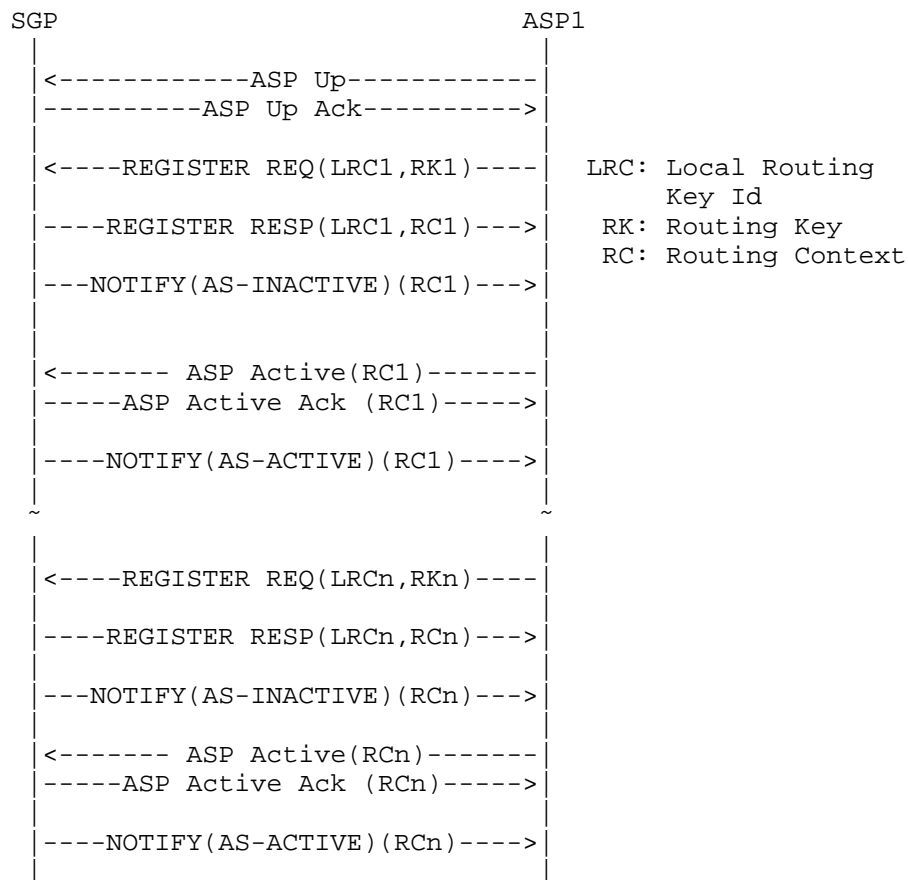 SGP ASP1
<------------ASP Up------------
----------ASP Up Ack---------->
<----REGISTER REQ(LRC1,RK1)---- LRC: Local Routing
Key Id
----REGISTER RESP(LRC1,RC1)---> RK: Routing Key
RC: Routing Context
---NOTIFY(AS-INACTIVE)(RC1)--->
<------- ASP Active(RC1)-------
-----ASP Active Ack (RC1)----->
----NOTIFY(AS-ACTIVE)(RC1)---->
~ ~
<----REGISTER REQ(LRCn,RKn)----
----REGISTER RESP(LRCn,RCn)--->
---NOTIFY(AS-INACTIVE)(RCn)--->
<------- ASP Active(RCn)-------
-----ASP Active Ack (RCn)----->
----NOTIFY(AS-ACTIVE)(RCn)---->